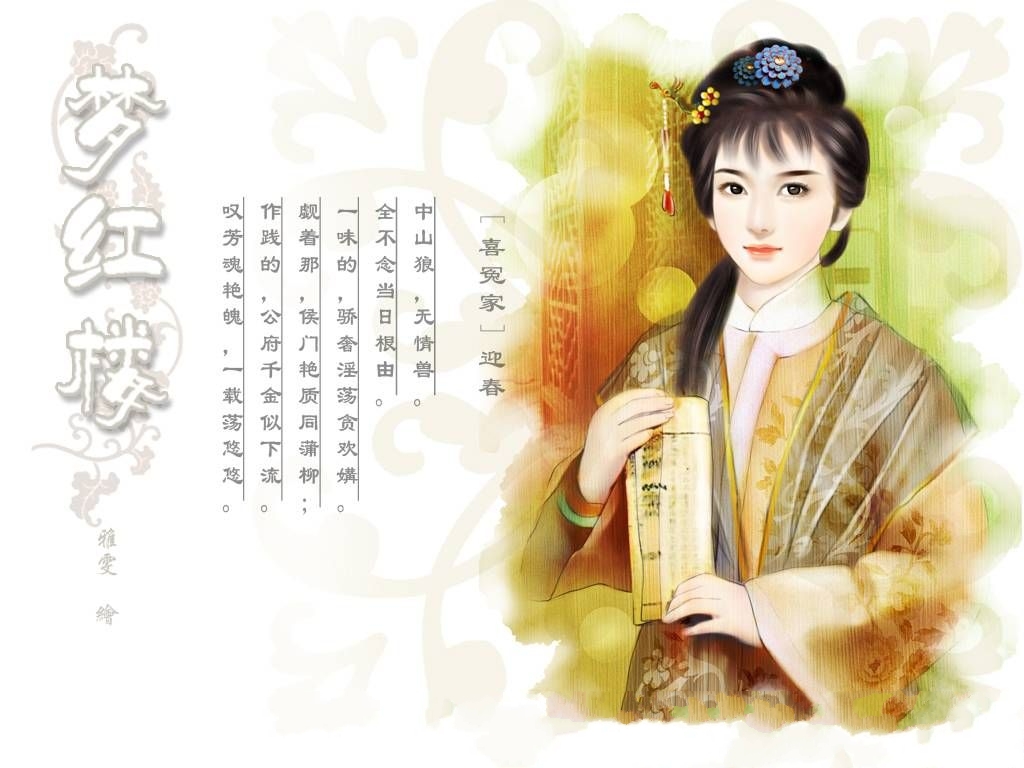 [喜冤家]迎春
中山狼,无情兽。
全不念当日根由。
一味的,骄奢淫荡贪欢媾。
觑着那,侯门艳质同蒲柳;
作践的,公府千金似下流。
叹芳魂艳魄,一载荡悠悠。
梦红楼
雅雯 繪